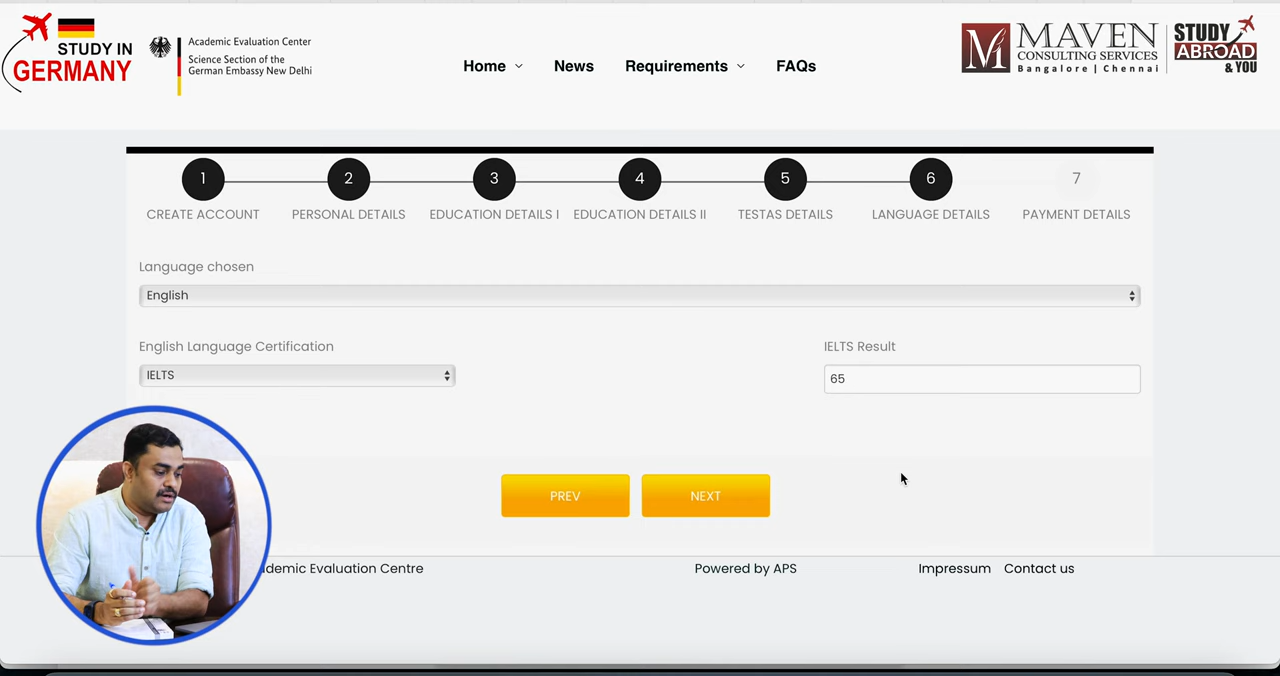 STUDY IN
GERMANY
Academic Evaluation Center
Science Section of the
German Embassy New Delhi
Home
News
Requirements
FAQs
M
MAVEN
CONSULTING SERVICES
Bangalore | Chennai
STUDY
ABROAD
& YOU
1
2
3
4
5
6
7
CREATE ACCOUNT
PERSONAL DETAILS
EDUCATION DETAILS I
EDUCATION DETAILS II
TESTAS DETAILS
LANGUAGE DETAILS
PAYMENT DETAILS
Language chosen
English
English Language Certification
IELTS Result
IELTS
65
PREV
NEXT
demic Evaluation Centre
Powered by APS
Impressum
Contact us